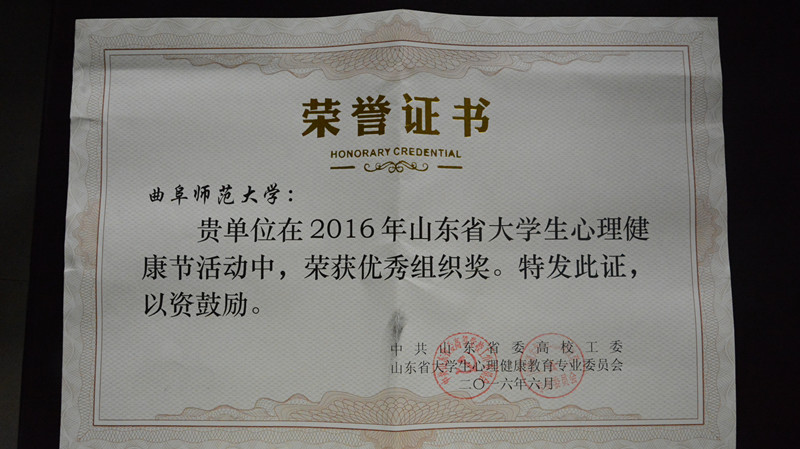 荣誉证书
HONORARY CREDENTIAL
曲阜师范大学：
贵单位在2016年山东省大学生心理健
康节活动中，荣获优秀组织奖。特发此证，
以资鼓励。
中共山东省委高校工委
山东省大学生心理健康教育专业委员会
二〇一六年六月